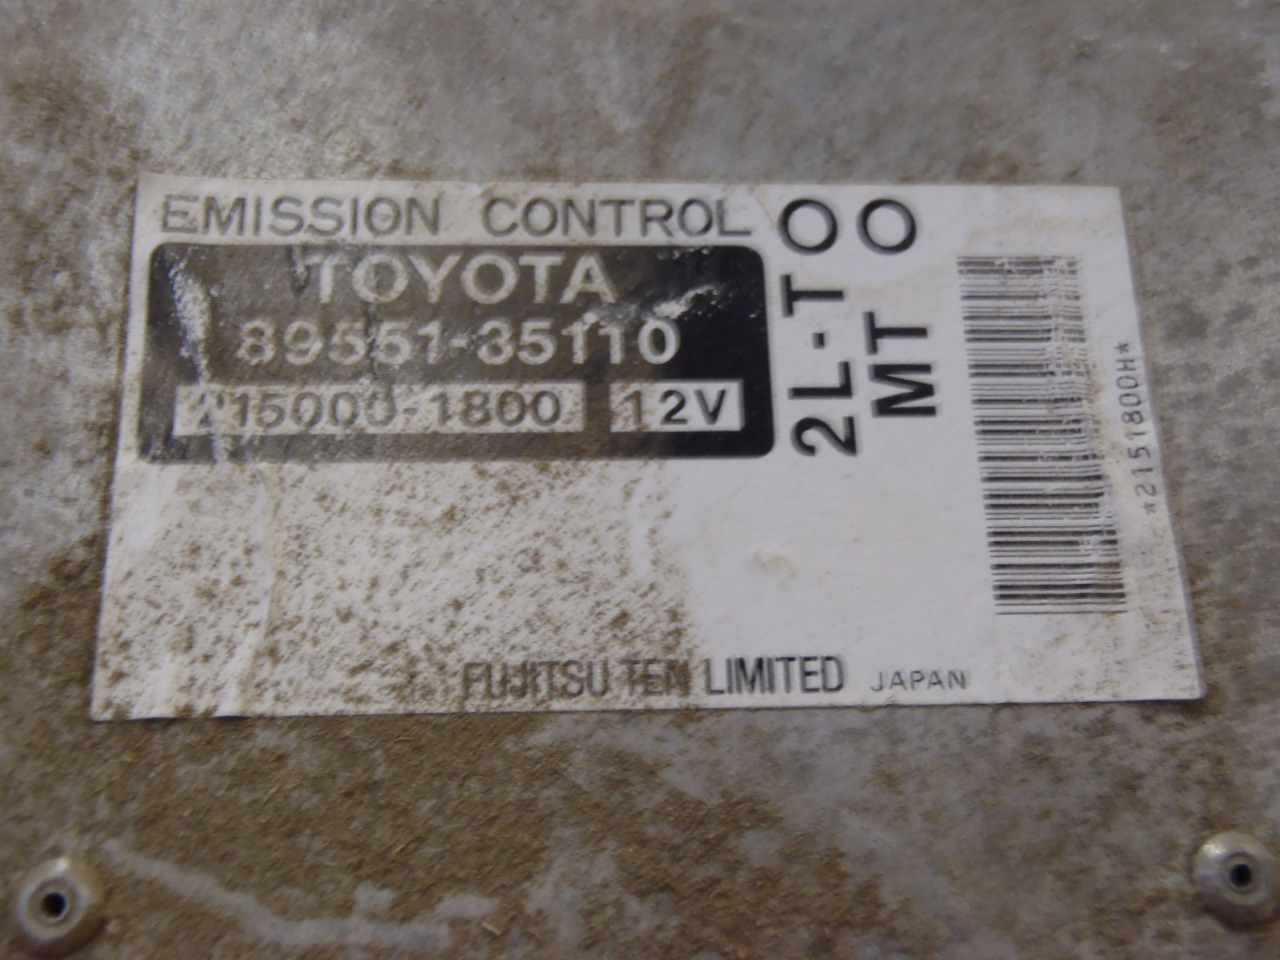 EMISSION CONTROL
TOYOTA
89551-35110
215000-1800 12V
2L-T
MT
*2151800H*
FUJITSU TEN LIMITED JAPAN